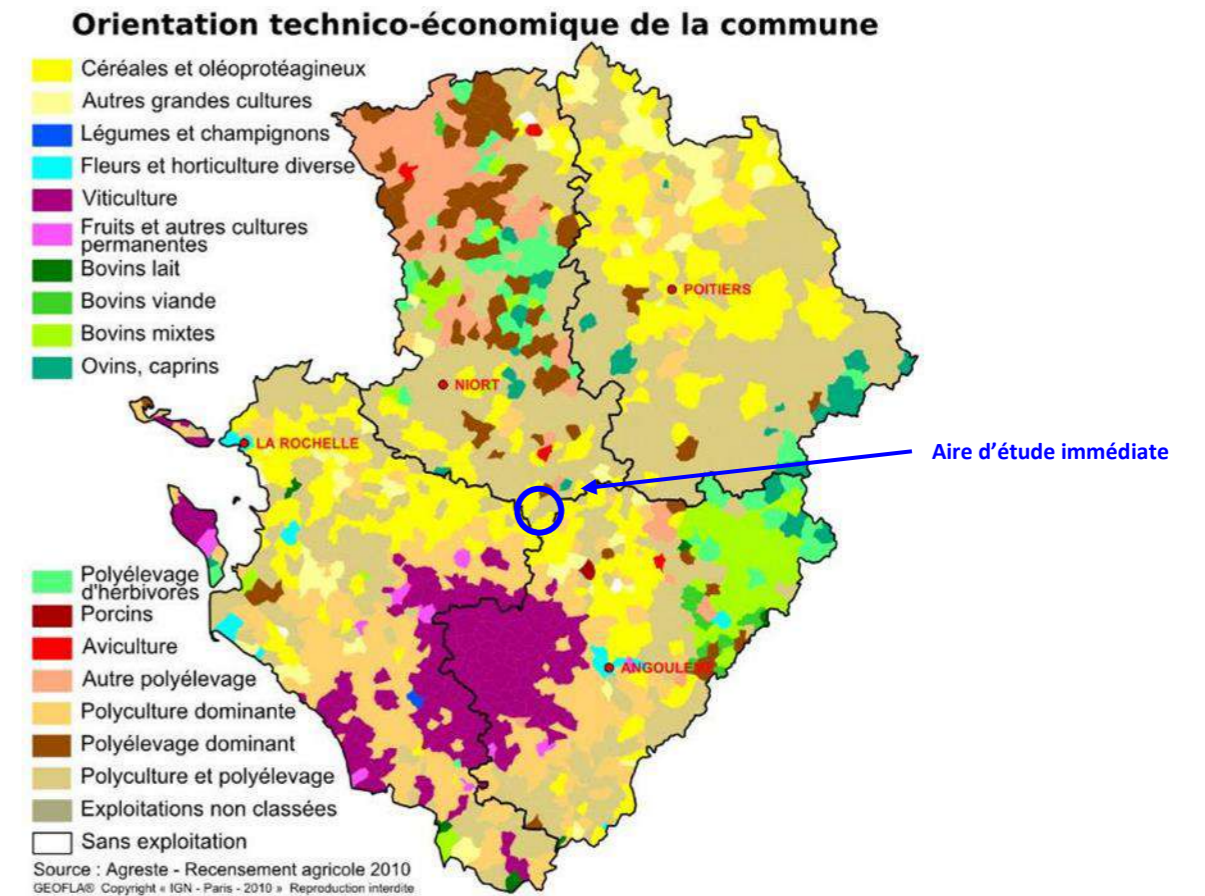 Orientation technico-économique de la commune
Céréales et oléoprotéagineux
Autres grandes cultures
Légumes et champignons
Fleurs et horticulture diverse
Viticulture
Fruits et autres cultures
permanentes
Bovins lait
Bovins viande
Bovins mixtes
Ovins, caprins
POITIERS
NIORT
LA ROCHELLE
Aire d'étude immédiate
Polyélevage
d'herbivores
Porcins
Aviculture
Autre polyélevage
Polyculture dominante
Polyélevage dominant
Polyculture et polyélevage
Exploitations non classées
Sans exploitation
ANGOULEME
Source : Agreste - Recensement agricole 2010
GEOFLA® Copyright « IGN - Paris - 2010 » Reproduction interdite